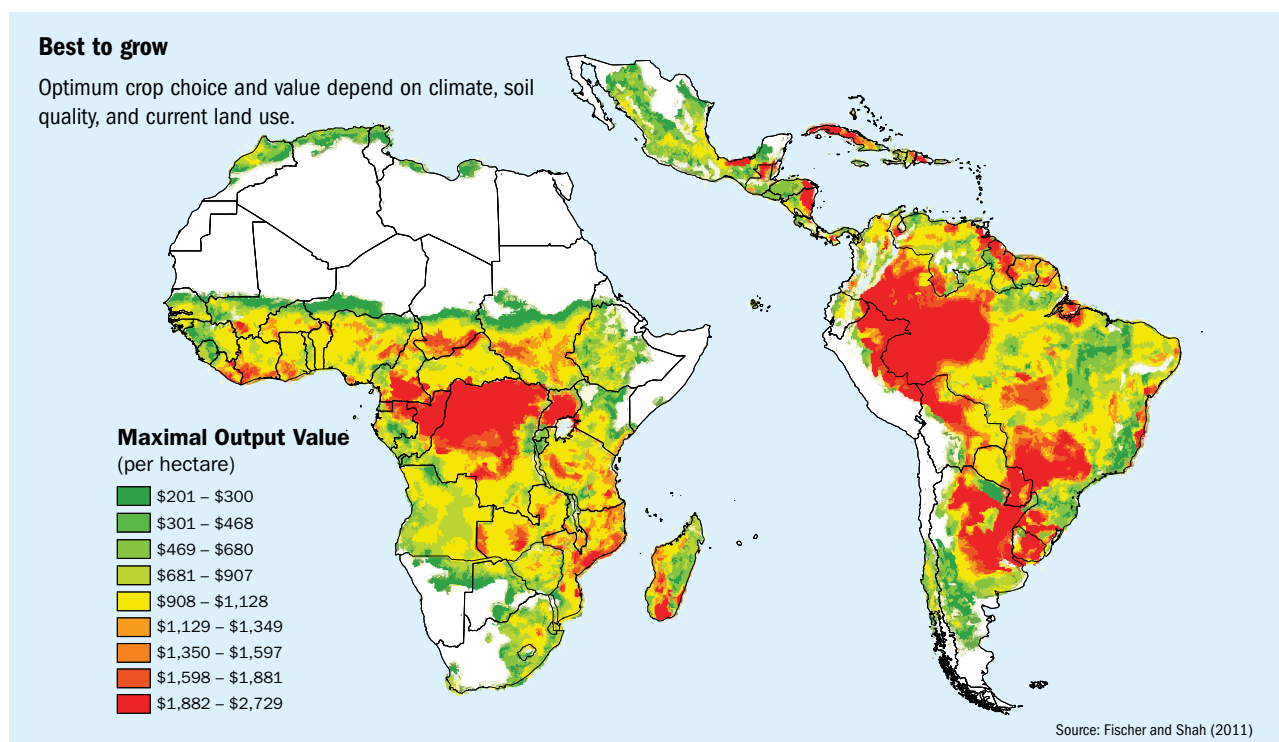 Best to grow
Optimum crop choice and value depend on climate, soil
quality, and current land use.
Maximal Output Value
(per hectare)
$201 – $300
$301 – $468
$469 – $680
$681 – $907
$908 – $1,128
$1,129 – $1,349
$1,350 – $1,597
$1,598 – $1,881
$1,882 – $2,729
Source: Fischer and Shah (2011)